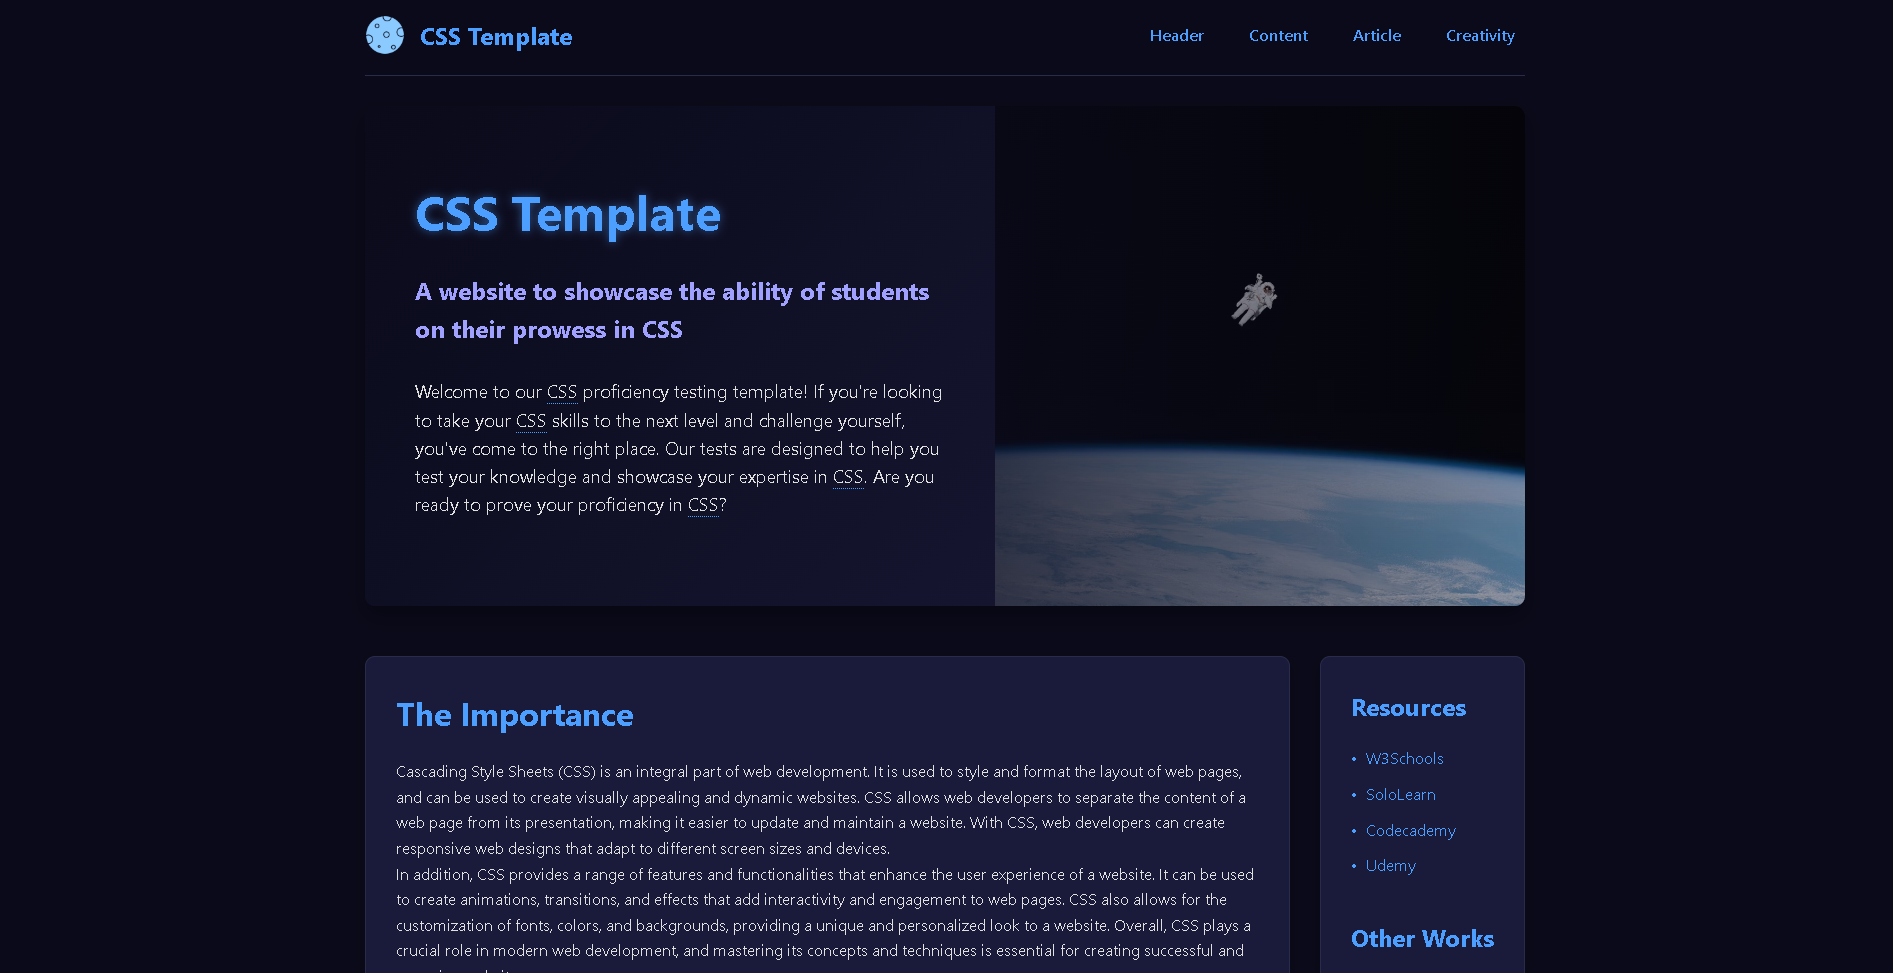 CSS Template
Header Content Article Creativity
CSS Template
A website to showcase the ability of students
on their prowess in CSS
Welcome to our CSS proficiency testing template! If you're looking
to take your CSS skills to the next level and challenge yourself,
you've come to the right place. Our tests are designed to help you
test your knowledge and showcase your expertise in CSS. Are you
ready to prove your proficiency in CSS?
The Importance
Cascading Style Sheets (CSS) is an integral part of web development. It is used to style and format the layout of web pages,
and can be used to create visually appealing and dynamic websites. CSS allows web developers to separate the content of a
web page from its presentation, making it easier to update and maintain a website. With CSS, web developers can create
responsive web designs that adapt to different screen sizes and devices.
In addition, CSS provides a range of features and functionalities that enhance the user experience of a website. It can be used
to create animations, transitions, and effects that add interactivity and engagement to web pages. CSS also allows for the
customization of fonts, colors, and backgrounds, providing a unique and personalized look to a website. Overall, CSS plays a
crucial role in modern web development, and mastering its concepts and techniques is essential for creating successful and
Resources
• W3Schools
• SoloLearn
• Codecademy
• Udemy
Other Works